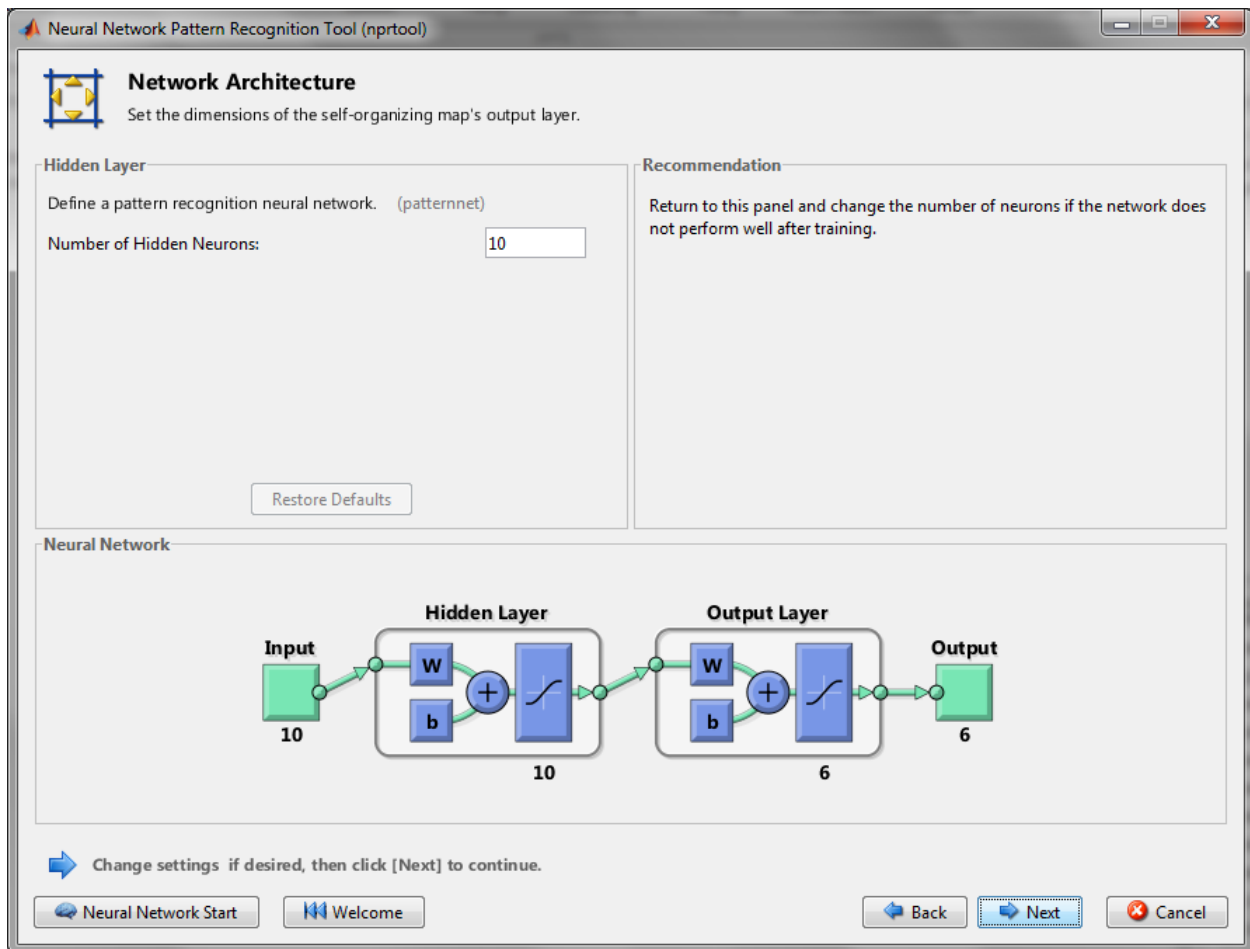 Neural Network Pattern Recognition Tool (nprtool)
Network Architecture
Set the dimensions of the self-organizing map's output layer.
Hidden Layer
Define a pattern recognition neural network. (patternnet)
Number of Hidden Neurons: 10
Restore Defaults
Recommendation
Return to this panel and change the number of neurons if the network does
not perform well after training.
Neural Network
Hidden Layer
Output Layer
Input
Output
W
b
+
W
b
+
10
10
6
6
Change settings if desired, then click [Next] to continue.
Neural Network Start
Welcome
Back
Next
Cancel